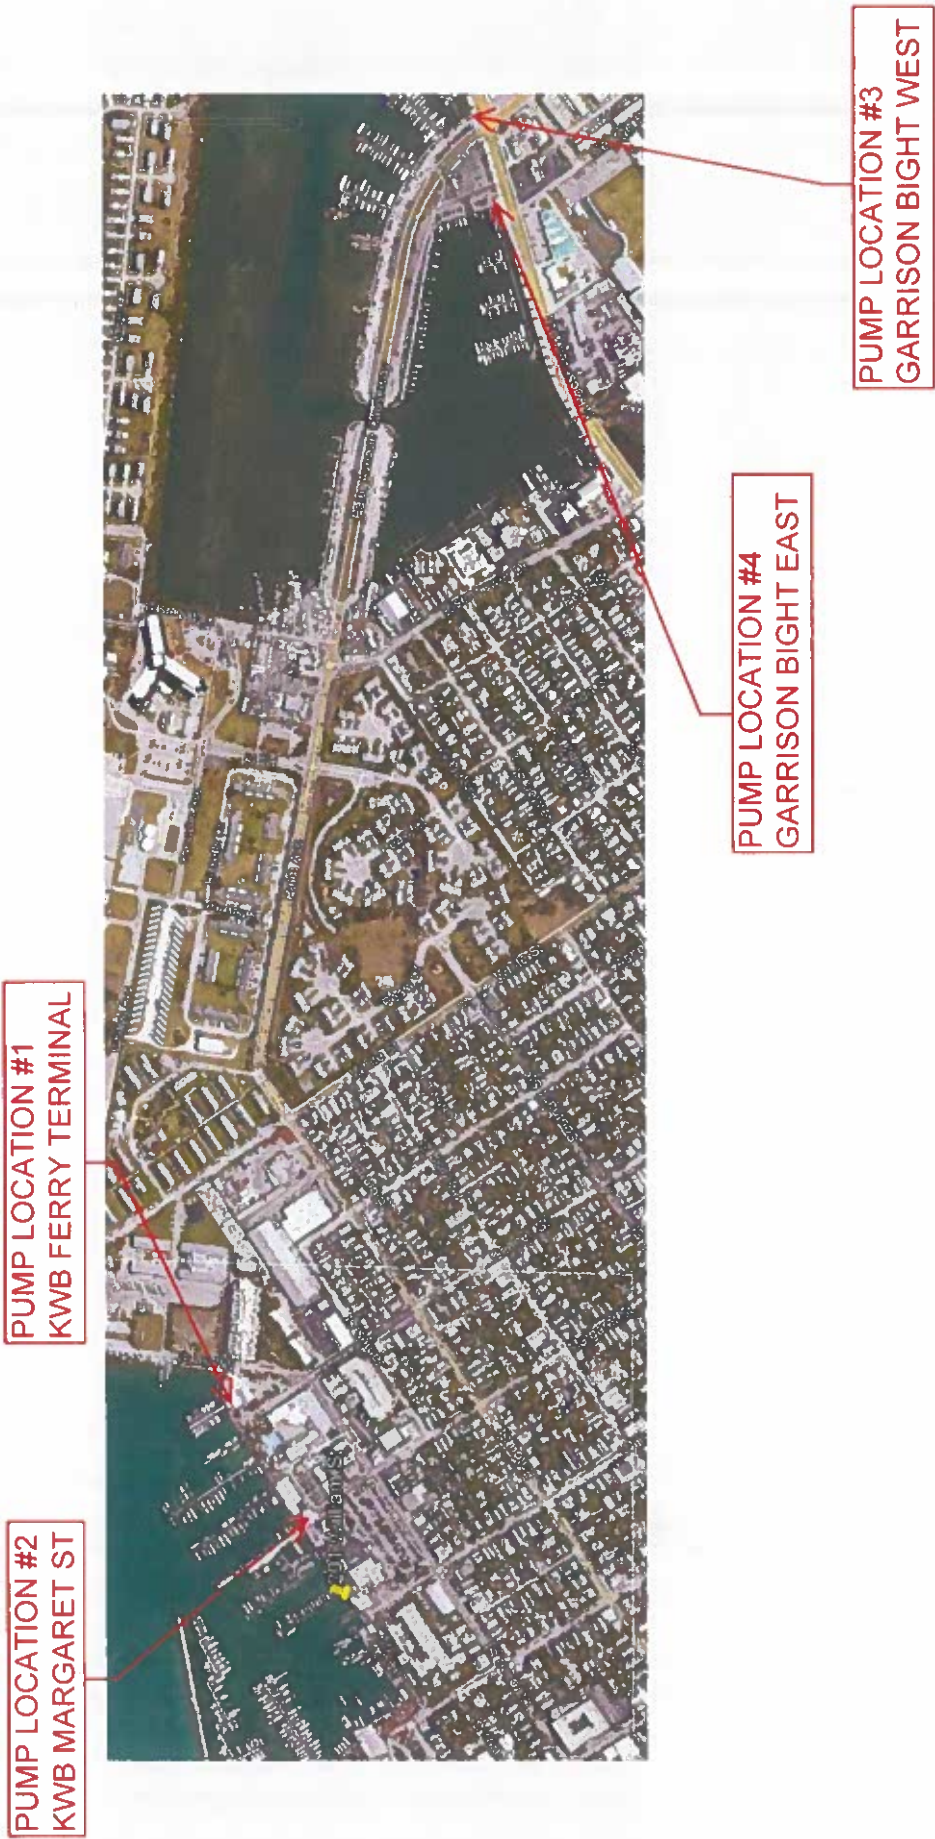 PUMP LOCATION #2
KWB MARGARET ST
PUMP LOCATION #1
KWB FERRY TERMINAL
PUMP LOCATION #4
GARRISON BIGHT EAST
PUMP LOCATION #3
GARRISON BIGHT WEST